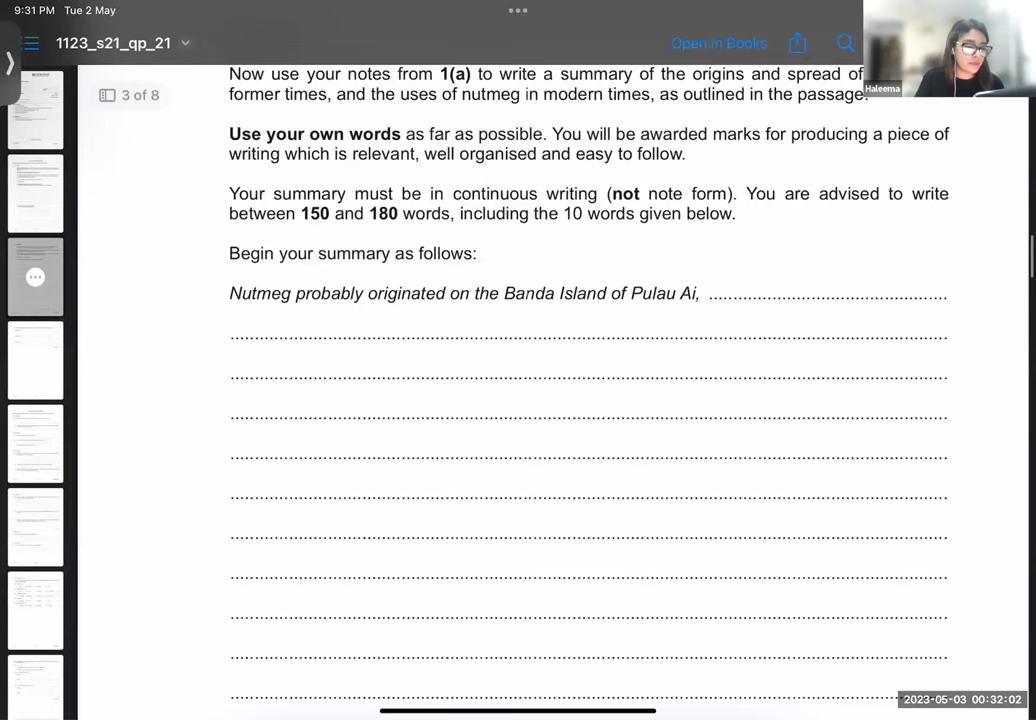 9:31 PM Tue 2 May
1123_s21_qp_21
Open in Books
Haleema
3 of 8
Now use your notes from 1(a) to write a summary of the origins and spread of
former times, and the uses of nutmeg in modern times, as outlined in the passage.
Use your own words as far as possible. You will be awarded marks for producing a piece of
writing which is relevant, well organised and easy to follow.
Your summary must be in continuous writing (not note form). You are advised to write
between 150 and 180 words, including the 10 words given below.
Begin your summary as follows:
Nutmeg probably originated on the Banda Island of Pulau Ai,
2023-05-03 00:32:02